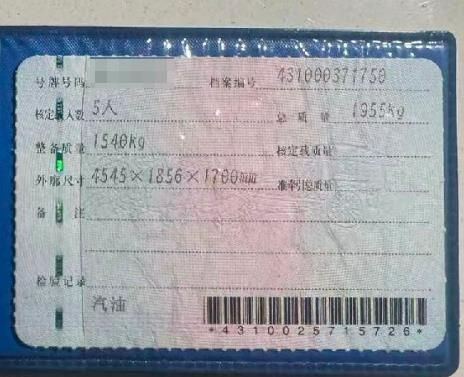 号牌号码 档案编号 431000371750
核定载人数 5人 总质量 1955kg
整备质量 1540kg 核定载质量
外廓尺寸 4545×1856×1700mm 准牵引总质量
备注
检验记录
汽油
*4310025715726*